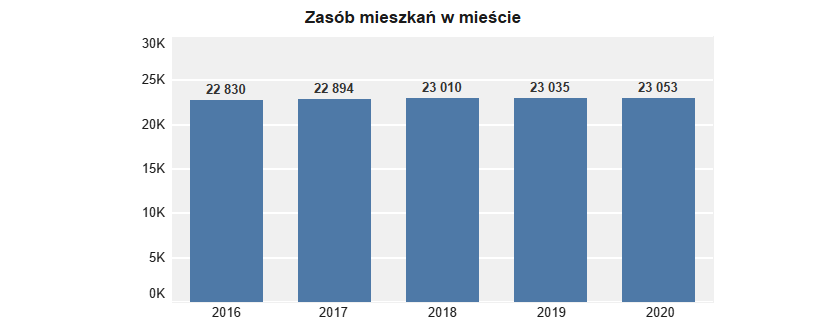 Zasób mieszkań w mieście
30K
25K
20K
15K
10K
5K
0K
22 830
22 894
23 010
23 035
23 053
2016
2017
2018
2019
2020